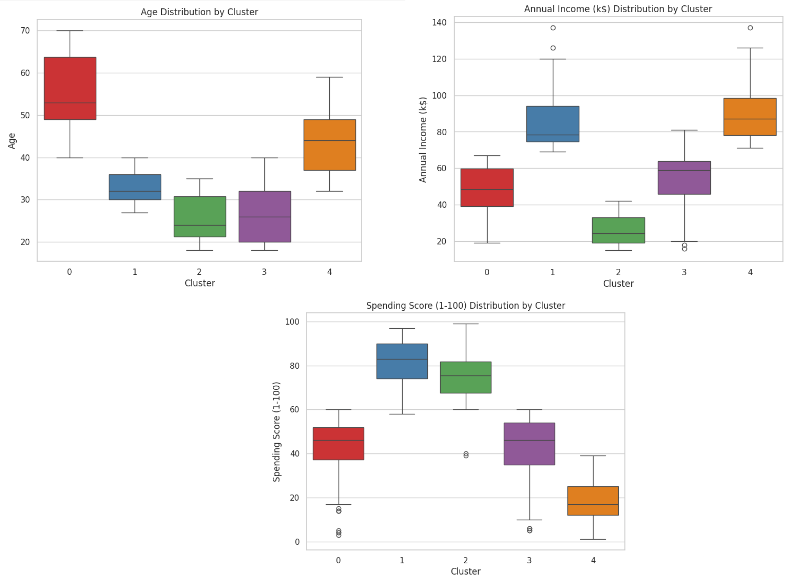 Age Distribution by Cluster
70
60
50
40
30
20
Age
0 1 2 3 4
Cluster
Annual Income (k$) Distribution by Cluster
140
120
100
80
60
40
20
Annual Income (k$)
0 1 2 3 4
Cluster
Spending Score (1-100) Distribution by Cluster
100
80
60
40
20
0
Spending Score (1-100)
0 1 2 3 4
Cluster